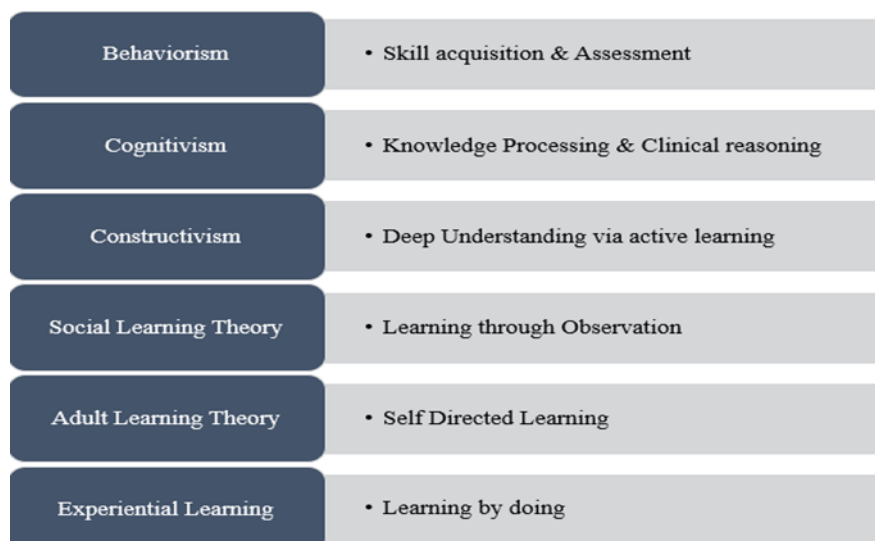 Behaviorism
• Skill acquisition & Assessment
Cognitivism
• Knowledge Processing & Clinical reasoning
Constructivism
• Deep Understanding via active learning
Social Learning Theory
• Learning through Observation
Adult Learning Theory
• Self Directed Learning
Experiential Learning
• Learning by doing